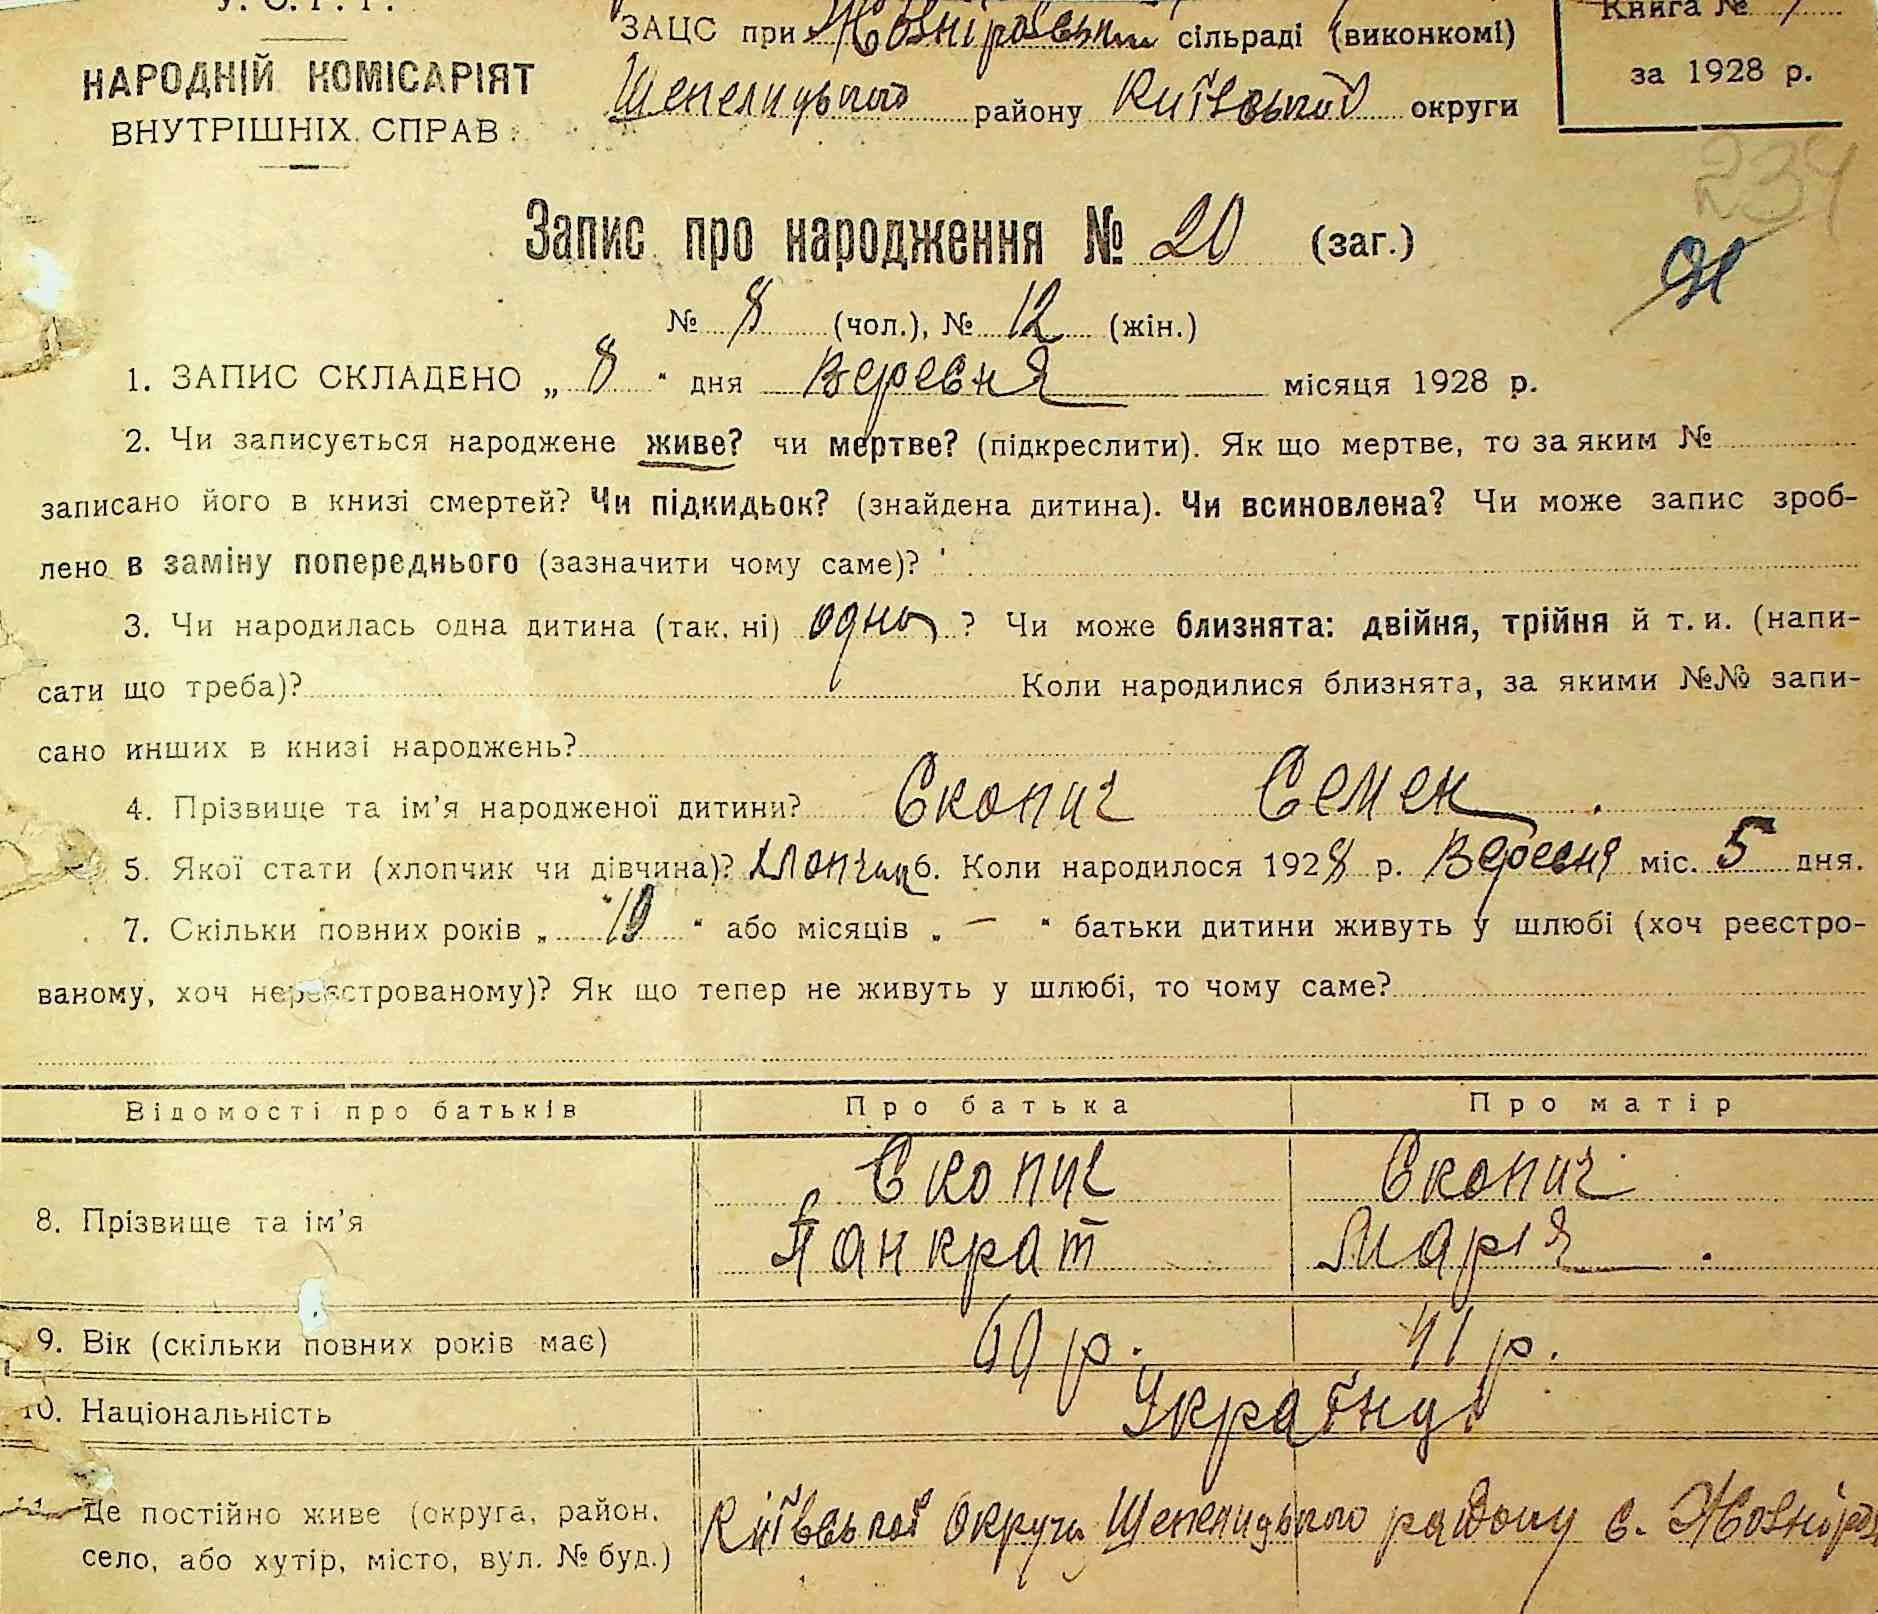 У. С. Р. Р.
НАРОДНІЙ КОМІСАРІЯТ
ВНУТРІШНІХ СПРАВ
ЗАЦС при Жовніровський сільраді (виконкомі)
Шепелицького району Київської округи
Книга №
за 1928 р.
234
Запис про народження № 20 (заг.)
№ 8 (чол.), № 12 (жін.)
1. ЗАПИС СКЛАДЕНО „ 8 “ дня Вересня місяця 1928 р.
2. Чи записується народжене живе? чи мертве? (підкреслити). Як що мертве, то за яким №
записано його в книзі смертей? Чи підкидьок? (знайдена дитина). Чи всиновлена? Чи може запис зроб-
лено в заміну попереднього (зазначити чому саме)?
3. Чи народилась одна дитина (так, ні) одна ? Чи може близнята: двійня, трійня й т. и. (напи-
сати що треба)? Коли народилися близнята, за якими №№ запи-
сано инших в книзі народжень?
4. Прізвище та ім’я народженої дитини? Скопич Семен .
5. Якої стати (хлопчик чи дівчина)? хлопчик 6. Коли народилося 1928 р. Вересня міс. 5 дня.
7. Скільки повних років „ 10 “ або місяців „ — “ батьки дитини живуть у шлюбі (хоч реєстро-
ваному, хоч нереєстрованому)? Як що тепер не живуть у шлюбі, то чому саме?
Відомості про батьків Про батька Про матір
8. Прізвище та ім’я
Скопич Скопич
Панкрат Марія .
9. Вік (скільки повних років має) 60 р. 41 р.
10. Національність Українці
11. Де постійно живе (округа, район,
село, або хутір, місто, вул. № буд.)
Київської Округи Шепелицького району с.